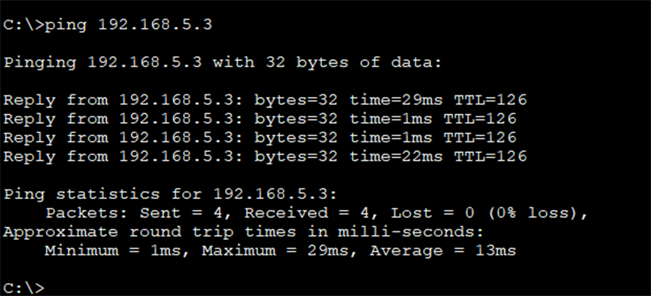 C:\>ping 192.168.5.3
Pinging 192.168.5.3 with 32 bytes of data:
Reply from 192.168.5.3: bytes=32 time=29ms TTL=126
Reply from 192.168.5.3: bytes=32 time=1ms TTL=126
Reply from 192.168.5.3: bytes=32 time=1ms TTL=126
Reply from 192.168.5.3: bytes=32 time=22ms TTL=126
Ping statistics for 192.168.5.3:
    Packets: Sent = 4, Received = 4, Lost = 0 (0% loss),
Approximate round trip times in milli-seconds:
    Minimum = 1ms, Maximum = 29ms, Average = 13ms
C:\>